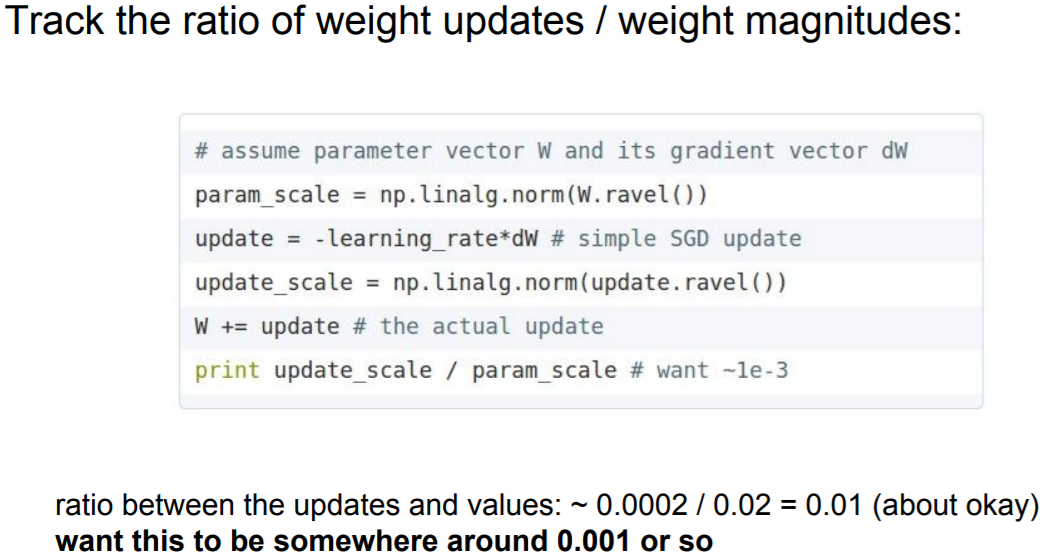 Track the ratio of weight updates / weight magnitudes:
# assume parameter vector W and its gradient vector dW
param_scale = np.linalg.norm(W.ravel())
update = -learning_rate*dW # simple SGD update
update_scale = np.linalg.norm(update.ravel())
W += update # the actual update
print update_scale / param_scale # want ~1e-3
ratio between the updates and values: ~ 0.0002 / 0.02 = 0.01 (about okay)
want this to be somewhere around 0.001 or so